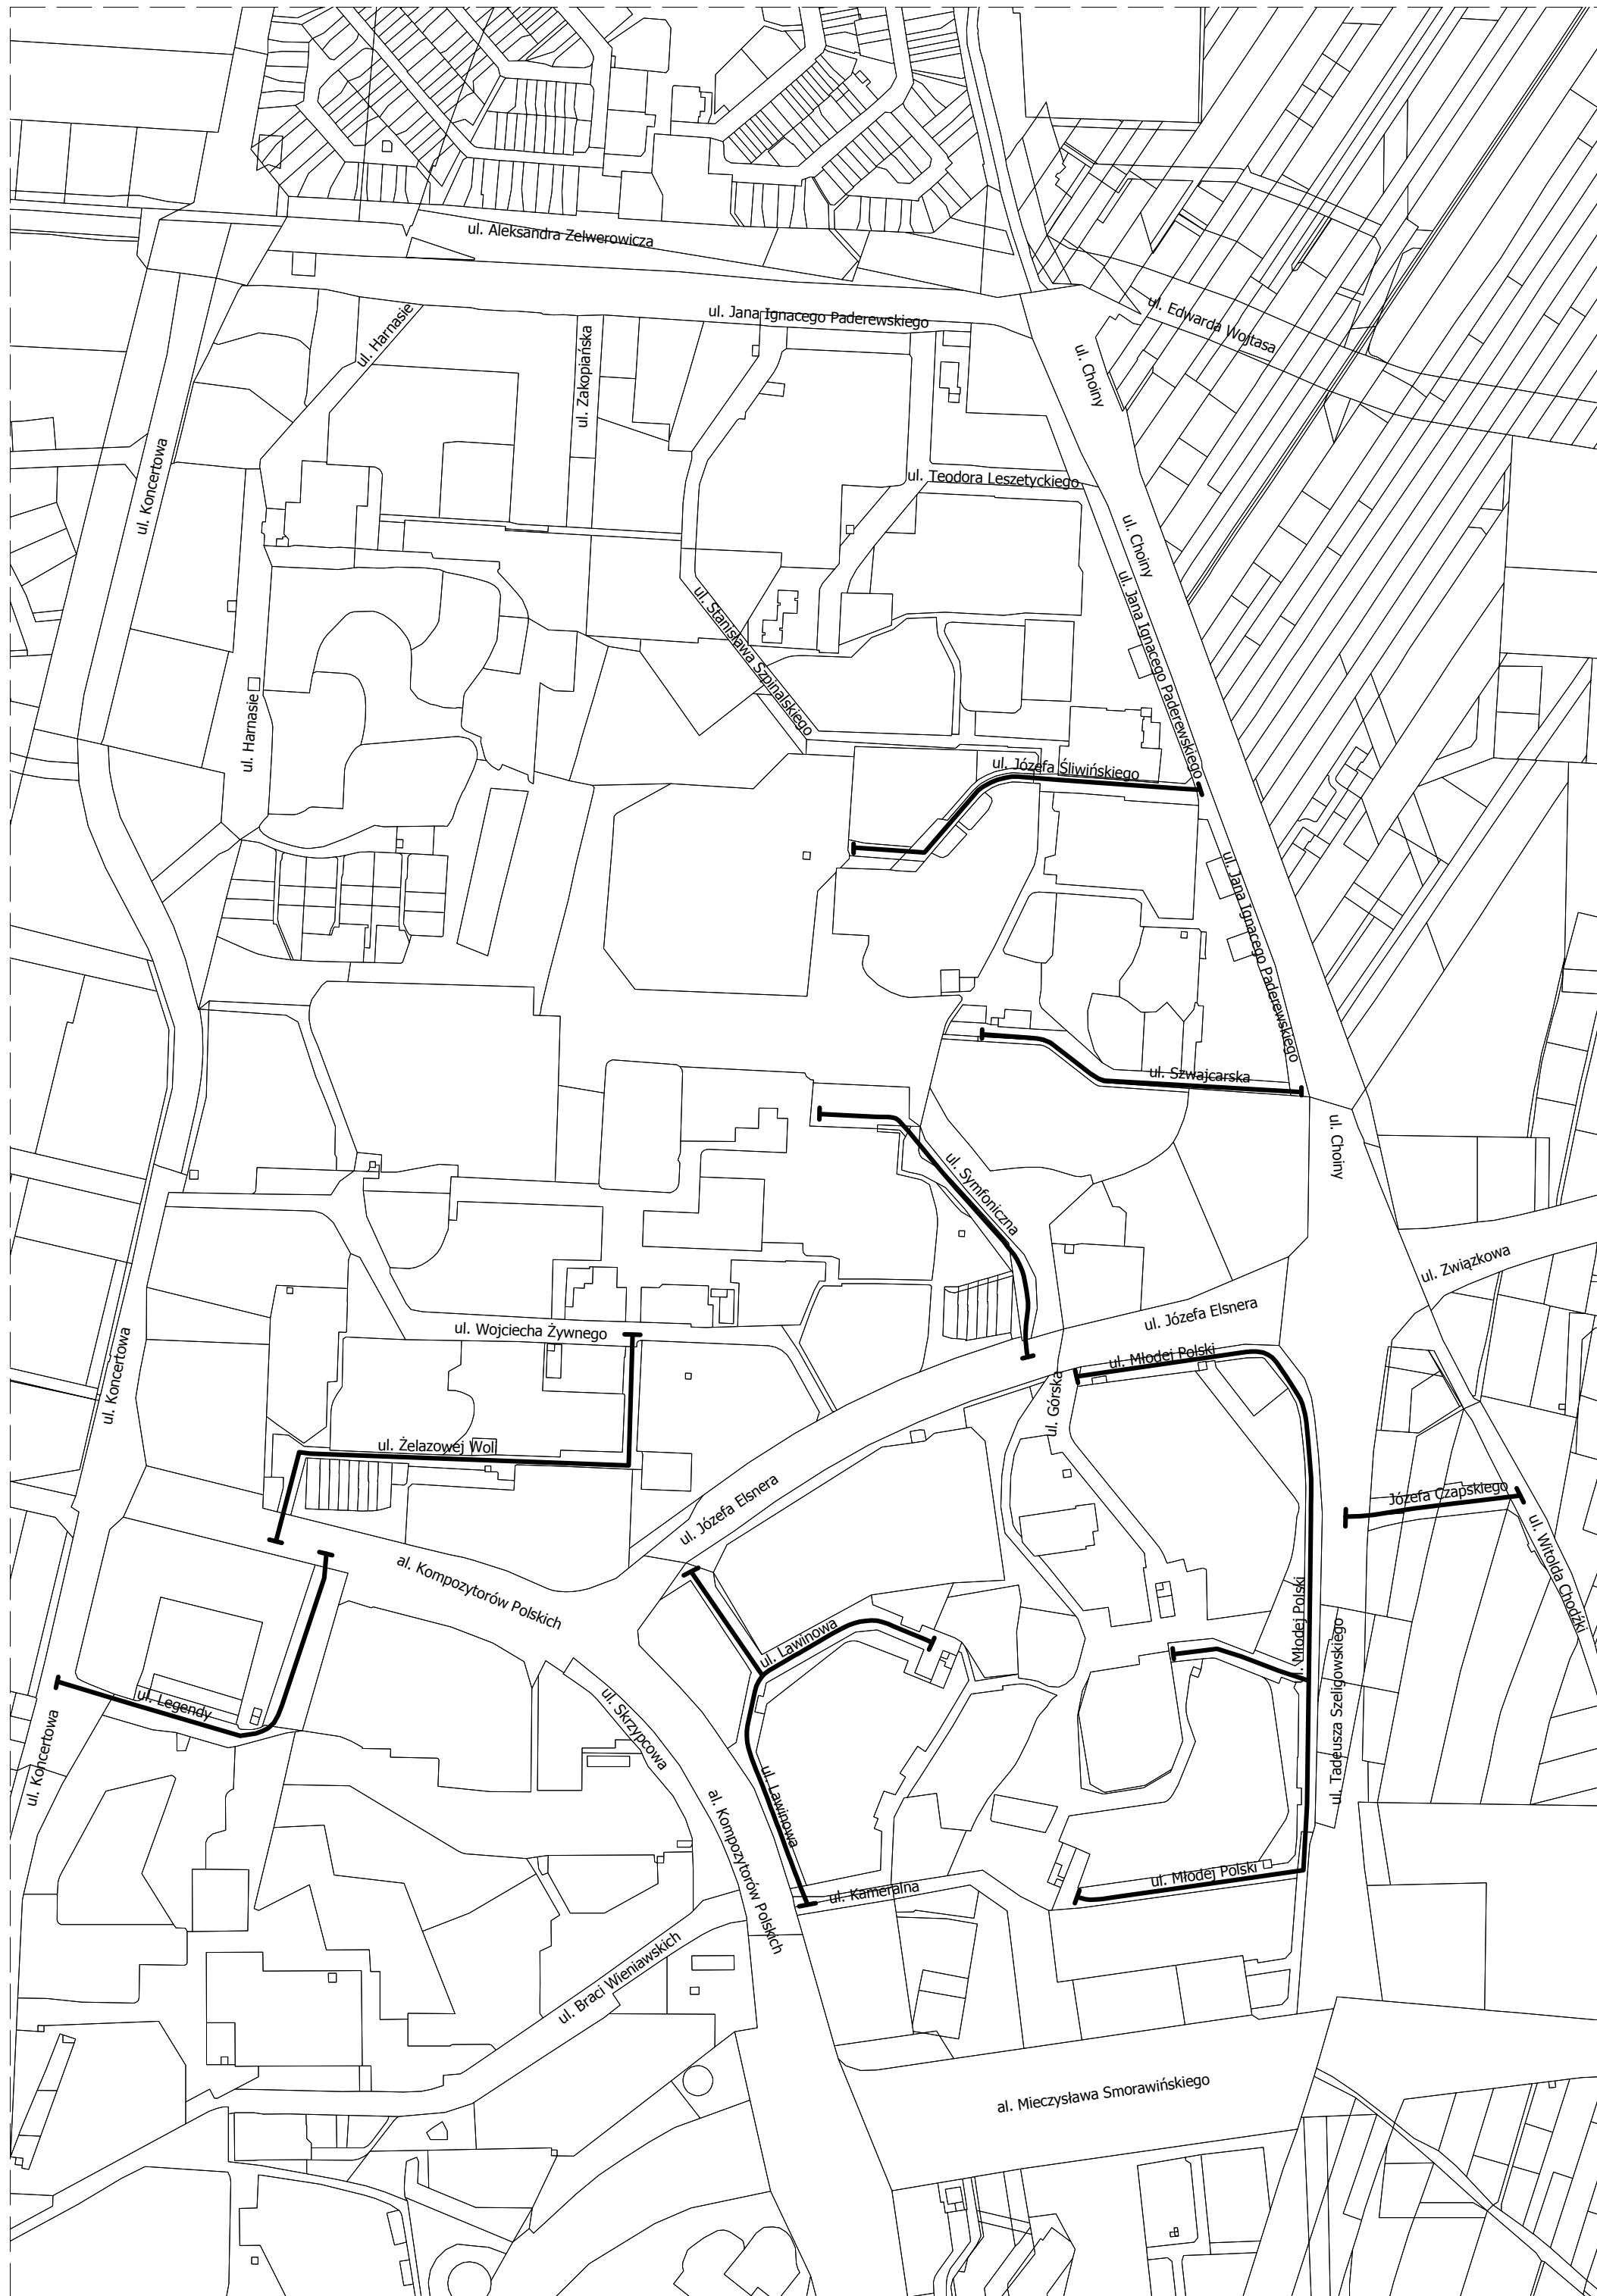 ul. Aleksandra Zelwerowicza
ul. Jana Ignacego Paderewskiego
ul. Edwarda Wojtasa
ul. Harnasie
ul. Zakopiańska
ul. Choiny
ul. Koncertowa
ul. Teodora Leszetyckiego
ul. Choiny
ul. Jana Ignacego Paderewskiego
ul. Stanisława Szpinalskiego
ul. Harnasie
ul. Józefa Śliwińskiego
ul. Jana Ignacego Paderewskiego
ul. Szwajcarska
ul. Choiny
ul. Symfoniczna
ul. Związkowa
ul. Józefa Elsnera
ul. Wojciecha Żywnego
ul. Koncertowa
ul. Młodej Polski
ul. Górska
ul. Żelazowej Woli
ul. Józefa Elsnera
Józefa Czapskiego
ul. Witolda Chodźki
al. Kompozytorów Polskich
ul. Młodej Polski
ul. Lawinowa
ul. Tadeusza Szeligowskiego
ul. Legendy
ul. Skrzypcowa
ul. Koncertowa
ul. Lawinowa
al. Kompozytorów Polskich
ul. Młodej Polski
ul. Kameralna
ul. Braci Wieniawskich
al. Mieczysława Smorawińskiego